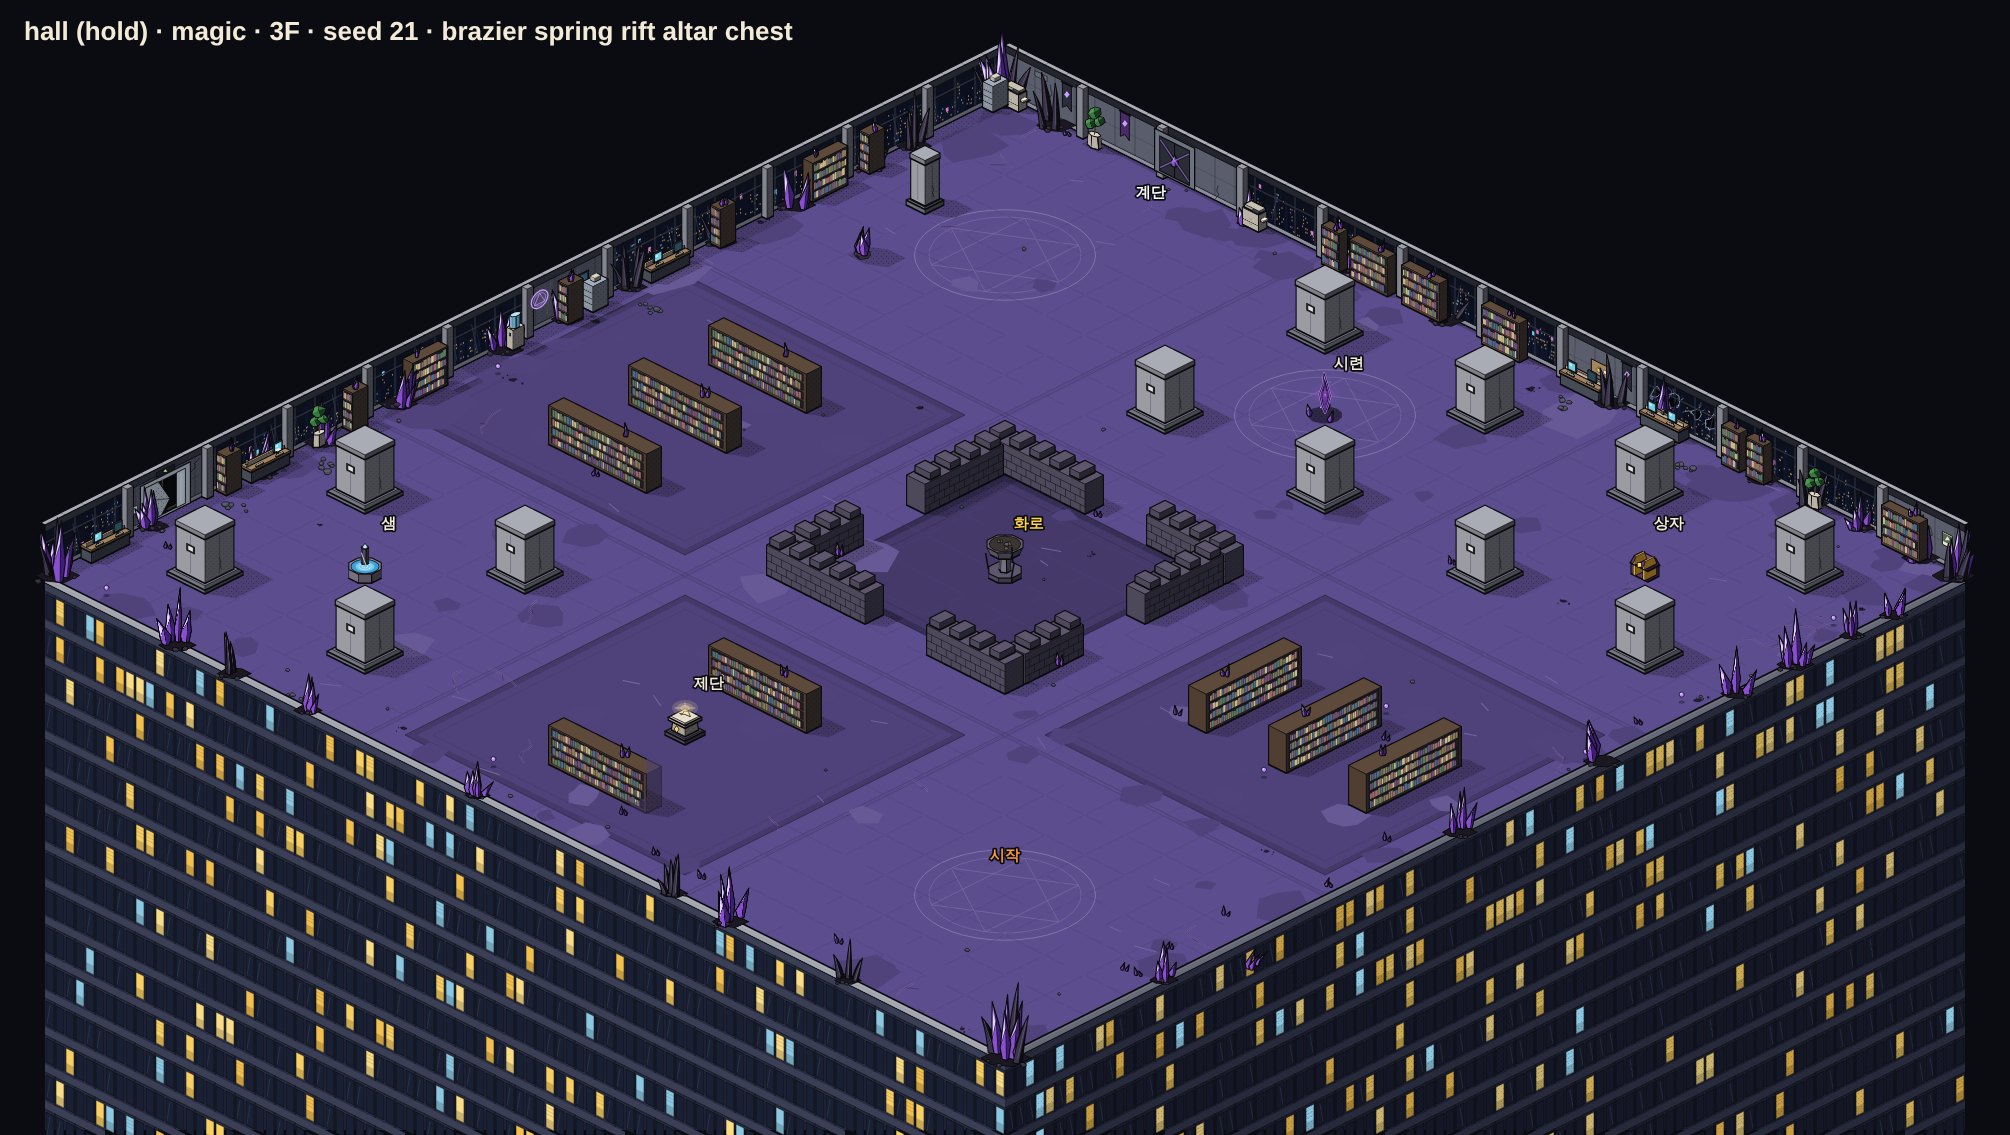 hall (hold) · magic · 3F · seed 21 · brazier spring rift altar chest
계단
시련
샘
화로
상자
제단
시작